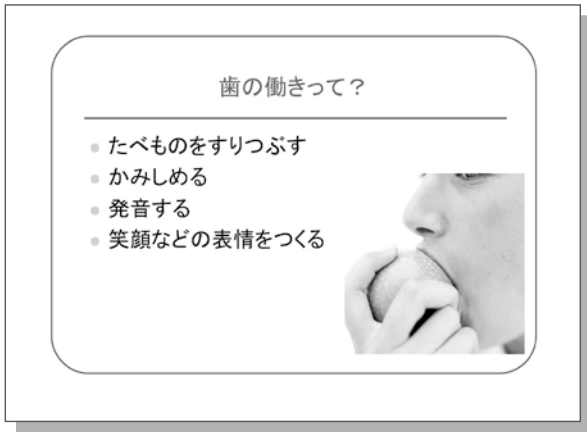 歯の働きって？
たべものをすりつぶす
かみしめる
発音する
笑顔などの表情をつくる